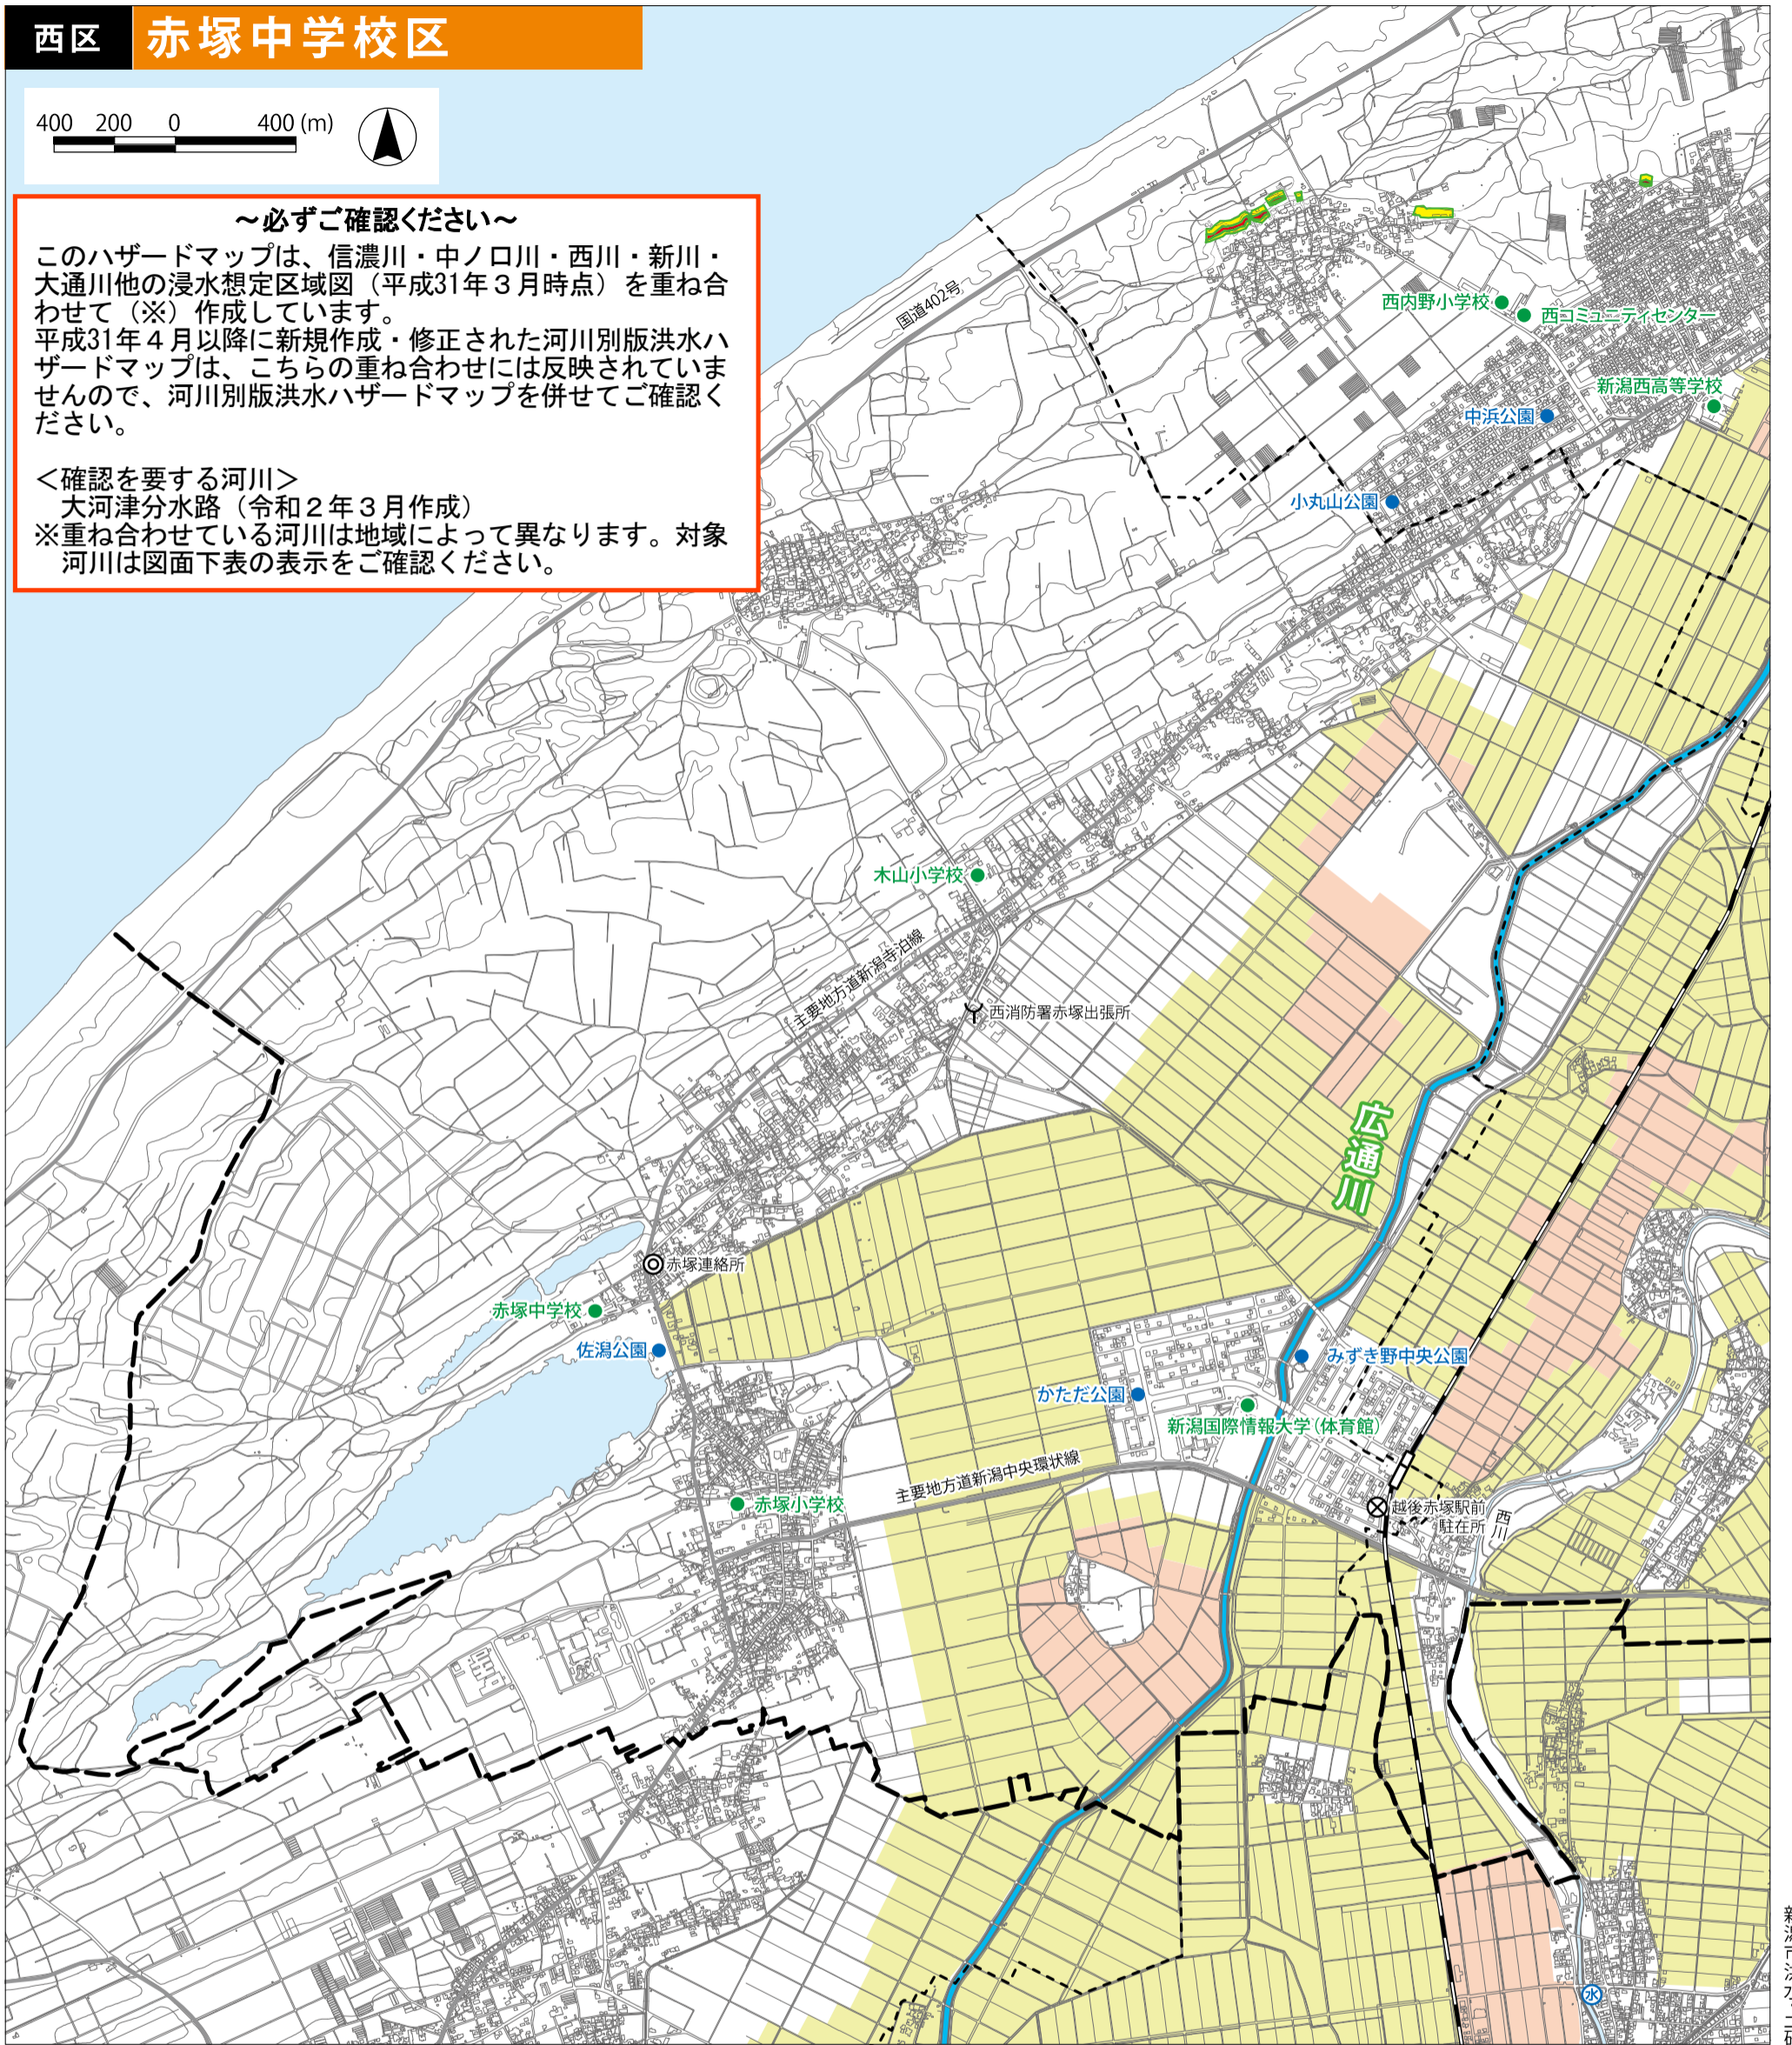 西区 赤塚中学校区
400 200 0 400 (m)
～必ずご確認ください～
このハザードマップは、信濃川・中ノ口川・西川・新川・
大通川他の浸水想定区域図（平成31年３月時点）を重ね合
わせて（※）作成しています。
平成31年４月以降に新規作成・修正された河川別版洪水ハ
ザードマップは、こちらの重ね合わせには反映されていま
せんので、河川別版洪水ハザードマップを併せてご確認く
ださい。
＜確認を要する河川＞
大河津分水路（令和２年３月作成）
※重ね合わせている河川は地域によって異なります。対象
河川は図面下表の表示をご確認ください。
国道402号
西内野小学校
西コミュニティセンター
新潟西高等学校
中浜公園
小丸山公園
木山小学校
主要地方道新潟寺泊線
西消防署赤塚出張所
広通川
赤塚連絡所
赤塚中学校
佐潟公園
みずき野中央公園
かただ公園
新潟国際情報大学（体育館）
主要地方道新潟中央環状線
赤塚小学校
越後赤塚駅前
駐在所
西川
水